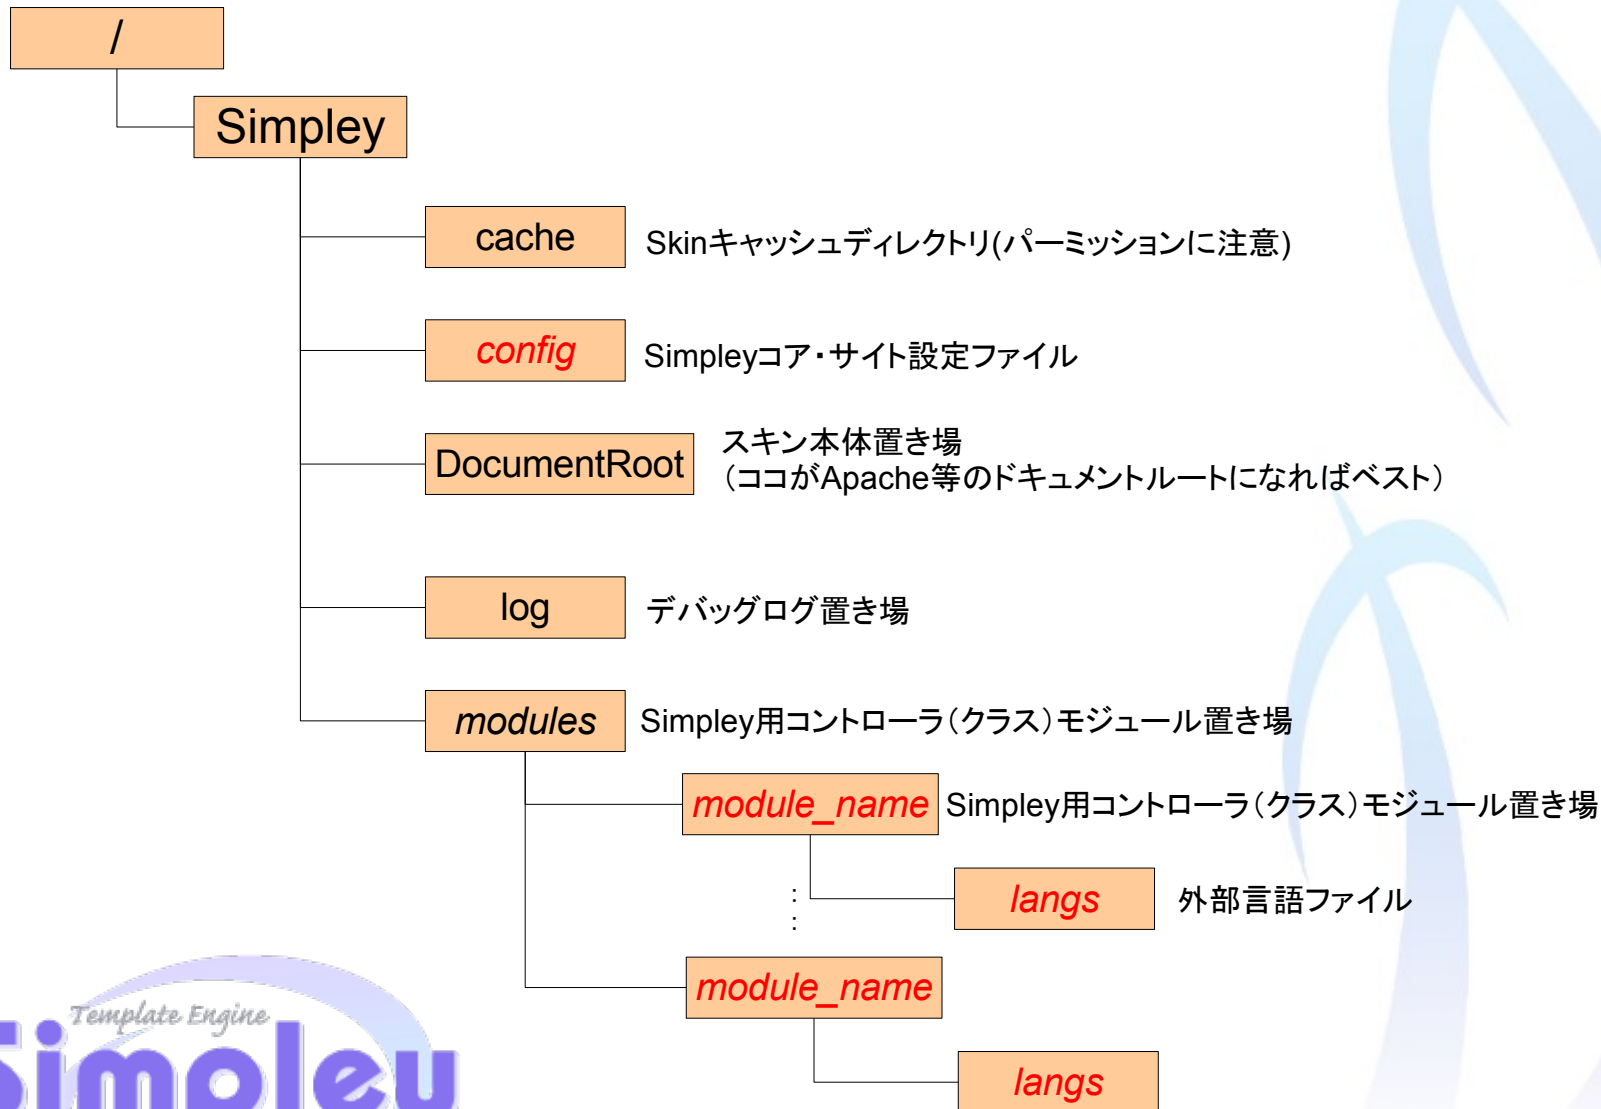 /
Simpley
cache
Skinキャッシュディレクトリ(パーミッションに注意)
config
Simpleyコア・サイト設定ファイル
DocumentRoot
スキン本体置き場
（ココがApache等のドキュメントルートになればベスト）
log
デバッグログ置き場
modules
Simpley用コントローラ（クラス）モジュール置き場
module_name
Simpley用コントローラ（クラス）モジュール置き場
:
:
langs
外部言語ファイル
module_name
langs
Template Engine
Simpley